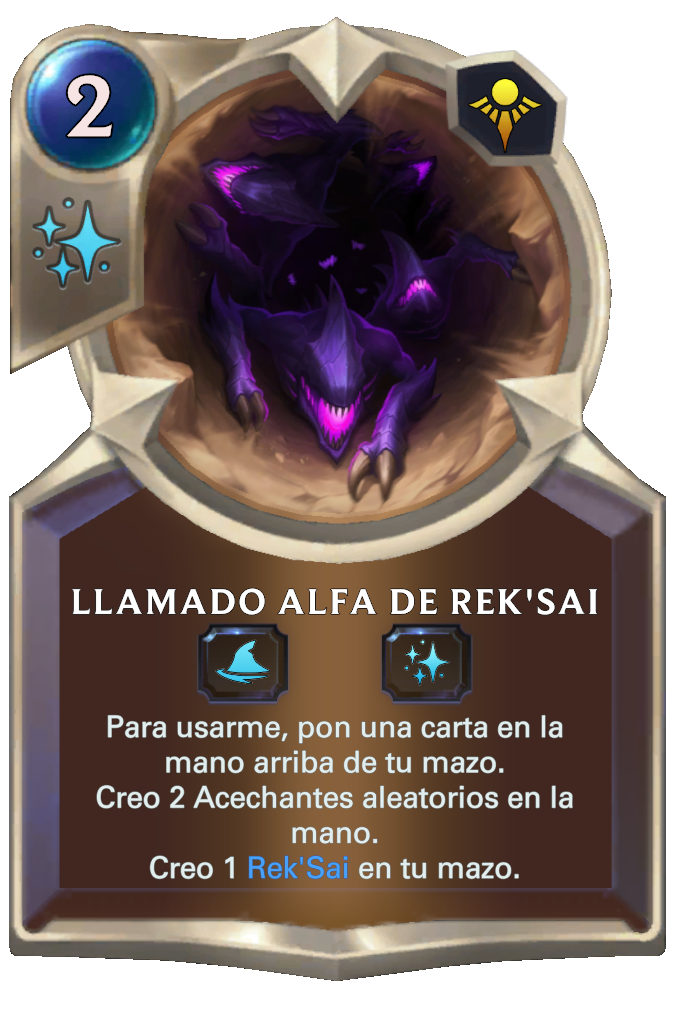 2
LLAMADO ALFA DE REK'SAI
Para usarme, pon una carta en la
mano arriba de tu mazo.
Creo 2 Acechantes aleatorios en la
mano.
Creo 1 Rek'Sai en tu mazo.